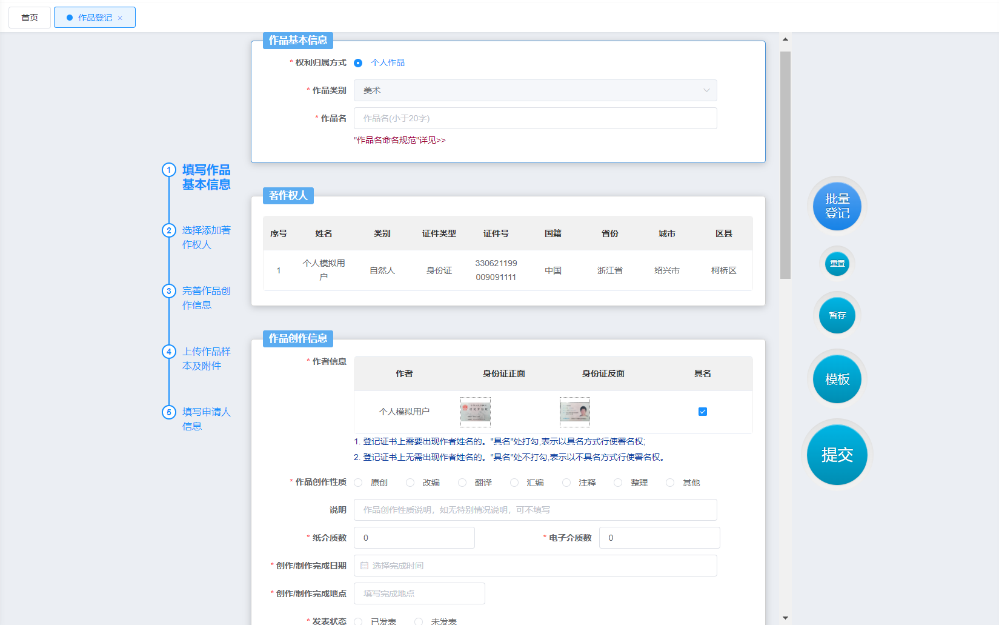 首页
作品登记 ×
作品基本信息
* 权利归属方式 个人作品
* 作品类别 美术
* 作品名 作品名(小于20字)
"作品名命名规范"详见>>
1 填写作品
基本信息
2 选择添加著
作权人
3 完善作品创
作信息
4 上传作品样
本及附件
5 填写申请人
信息
著作权人
序号 姓名 类别 证件类型 证件号 国籍 省份 城市 区县
1 个人模拟用
户 自然人 身份证 330621199
009091111 中国 浙江省 绍兴市 柯桥区
作品创作信息
* 作者信息 作者 身份证正面 身份证反面 具名
个人模拟用户
1. 登记证书上需要出现作者姓名的。"具名"处打勾,表示以具名方式行使署名权;
2. 登记证书上无需出现作者姓名的。"具名"处不打勾,表示以不具名方式行使署名权。
* 作品创作性质 原创 改编 翻译 汇编 注释 整理 其他
说明 作品创作性质说明，如无特别情况说明，可不填写
* 纸介质数 0 * 电子介质数 0
* 创作/制作完成日期 选择完成时间
* 创作/制作完成地点 填写完成地点
* 发表状态 已发表 未发表
批量
登记
重置
暂存
模板
提交